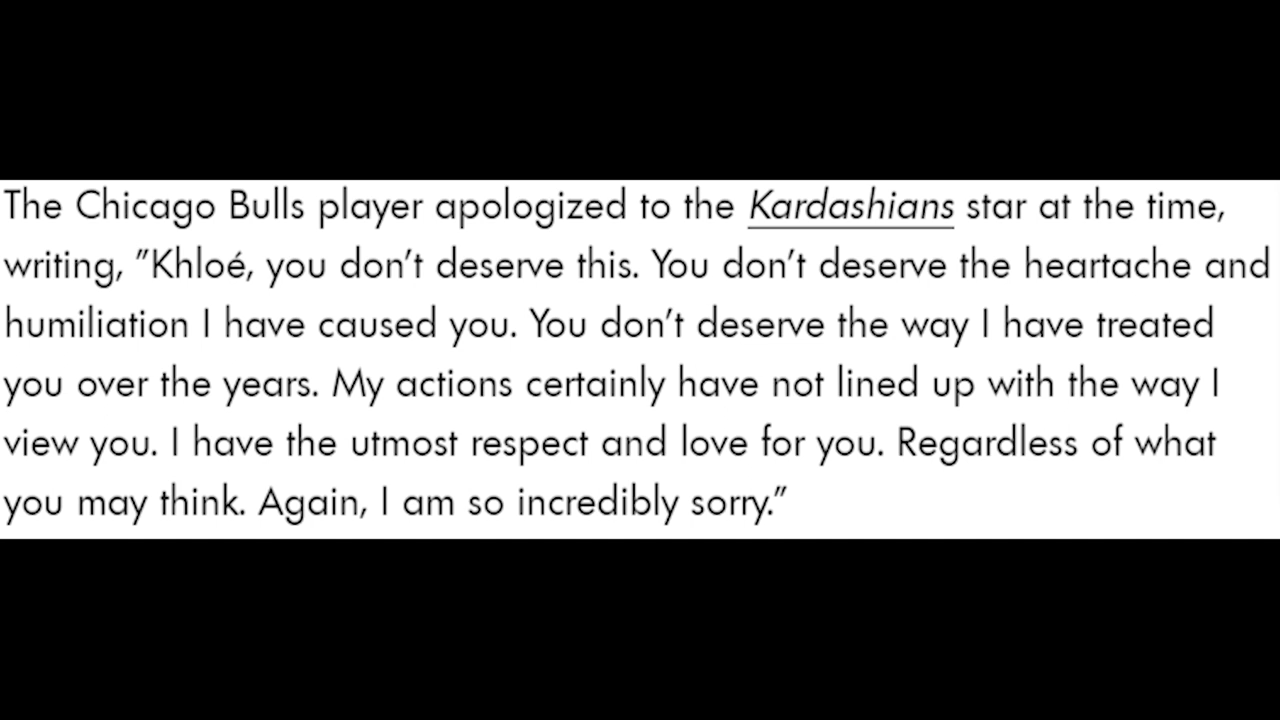 The Chicago Bulls player apologized to the Kardashians star at the time,
writing, ”Khloé, you don’t deserve this. You don’t deserve the heartache and
humiliation I have caused you. You don’t deserve the way I have treated
you over the years. My actions certainly have not lined up with the way I
view you. I have the utmost respect and love for you. Regardless of what
you may think. Again, I am so incredibly sorry.”